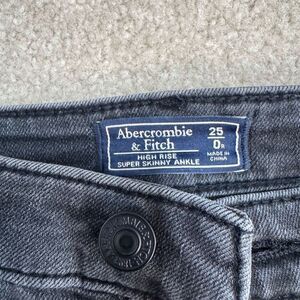 Abercrombie
& Fitch
HIGH RISE
SUPER SKINNY ANKLE
25
0R
MADE IN
CHINA